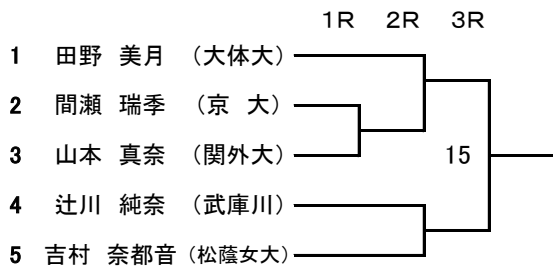 1R 2R 3R
1 田野 美月 （大体大）
2 間瀬 瑞季 （京 大）
3 山本 真奈 （関外大）
15
4 辻川 純奈 （武庫川）
5 吉村 奈都音 （松蔭女大）